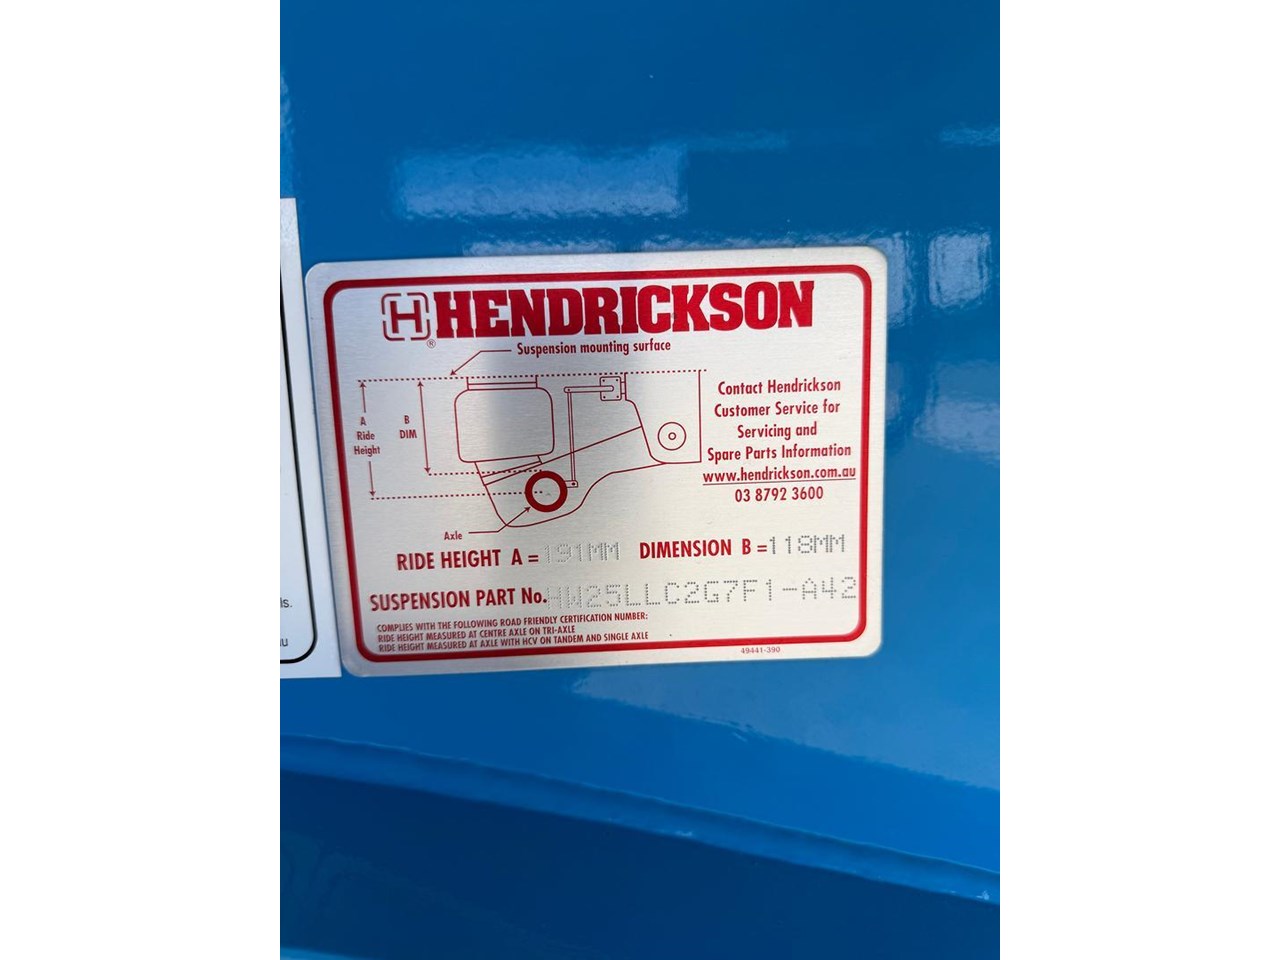 H HENDRICKSON
®
Suspension mounting surface
A
Ride
Height
B
DIM
Axle
Contact Hendrickson
Customer Service for
Servicing and
Spare Parts Information
www.hendrickson.com.au
03 8792 3600
RIDE HEIGHT A = 191MM DIMENSION B = 118MM
SUSPENSION PART No. HW25LLC2G7F1-A42
COMPLIES WITH THE FOLLOWING ROAD FRIENDLY CERTIFICATION NUMBER:
RIDE HEIGHT MEASURED AT CENTRE AXLE ON TRI-AXLE
RIDE HEIGHT MEASURED AT AXLE WITH HCV ON TANDEM AND SINGLE AXLE
49441-390